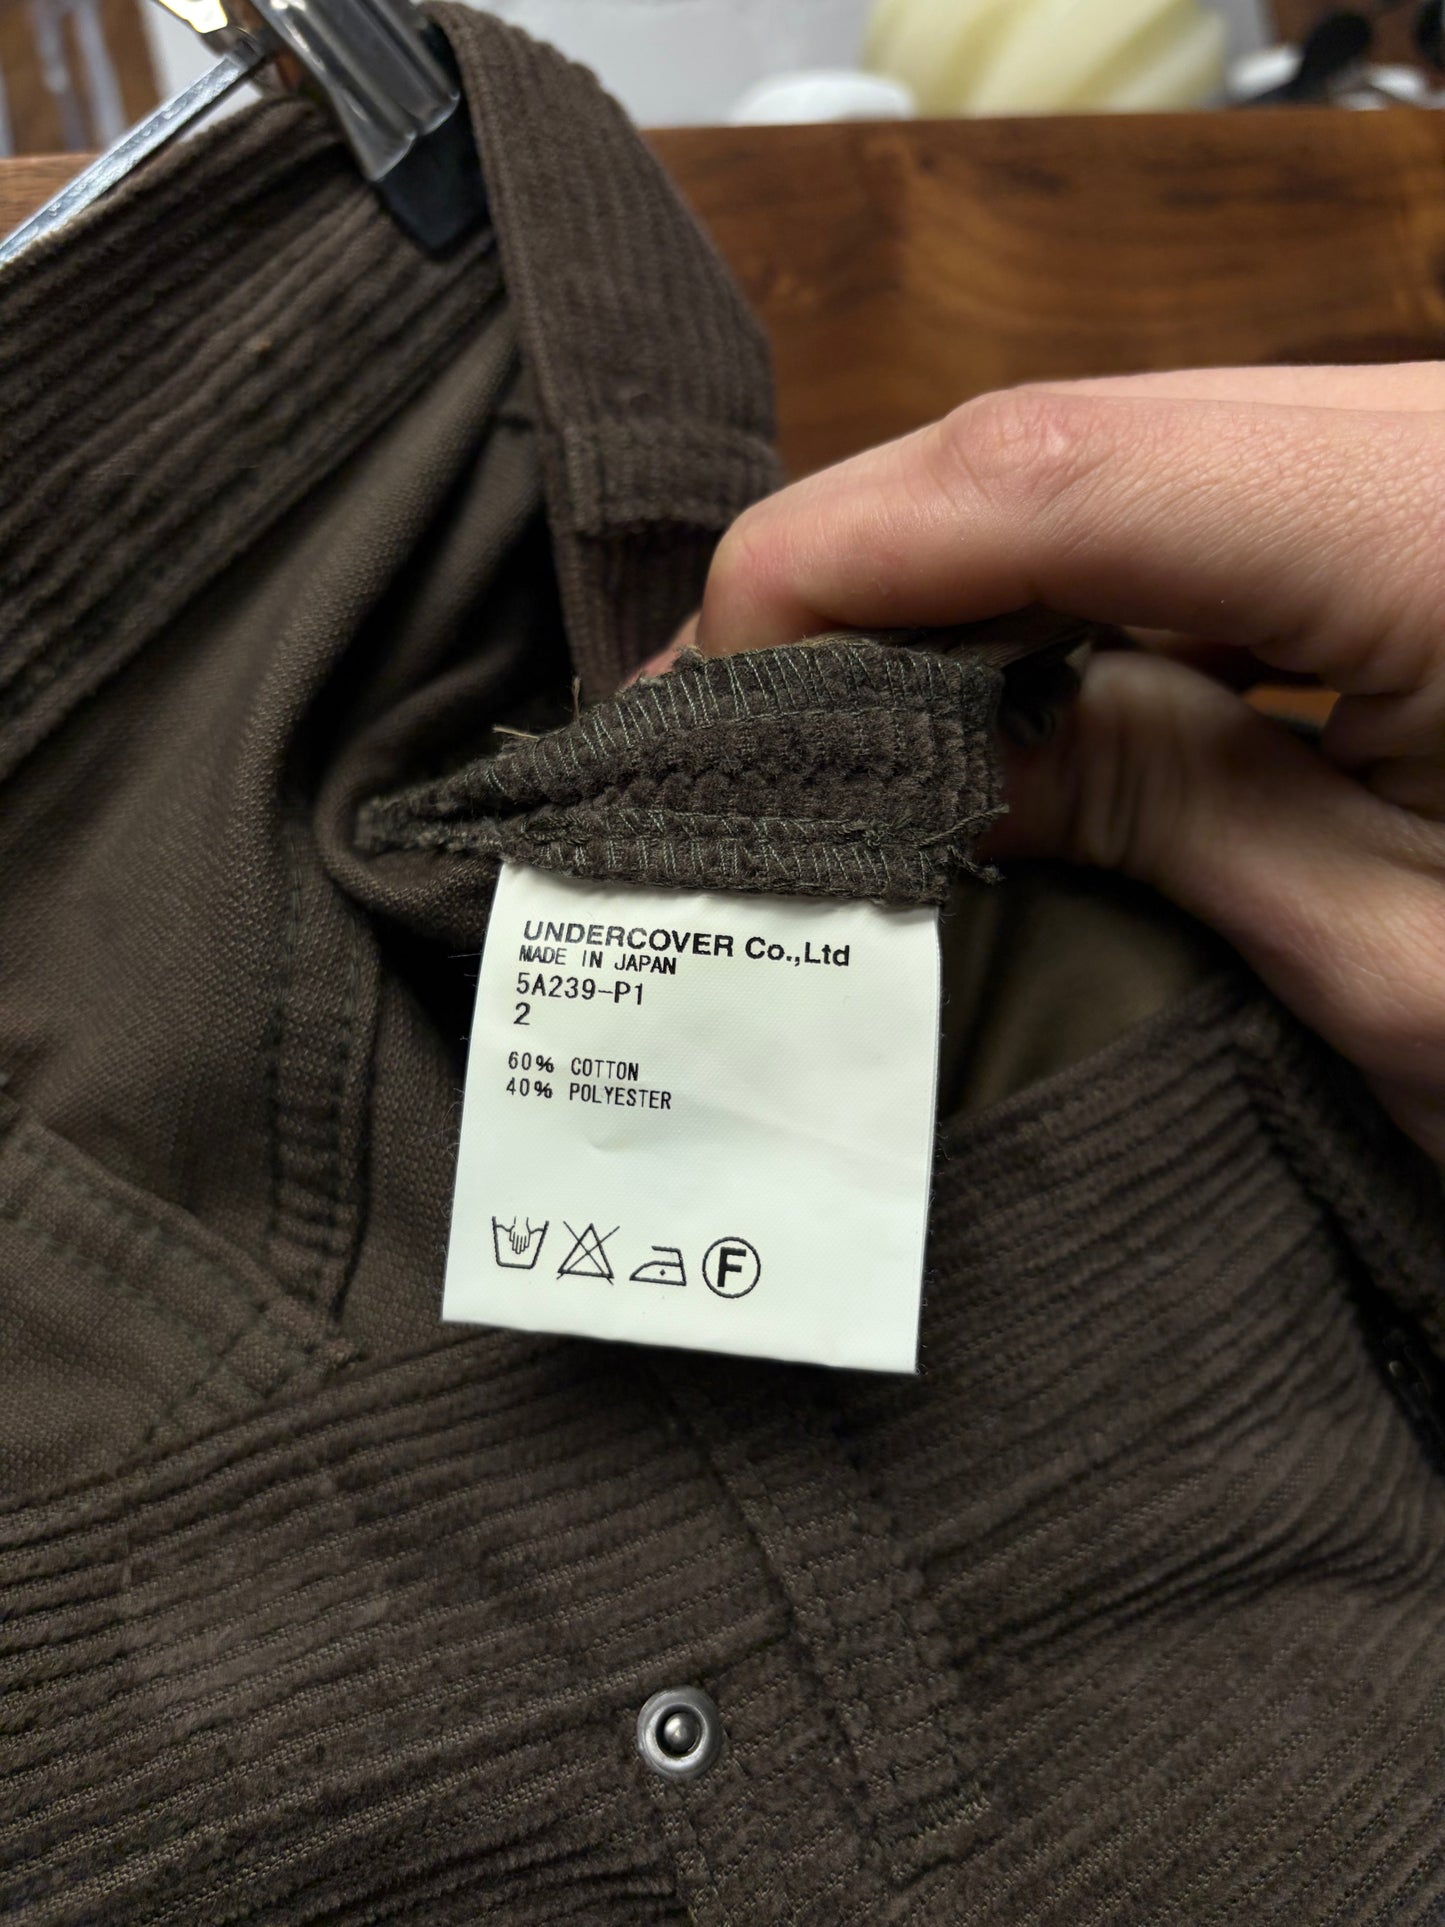 UNDERCOVER Co.,Ltd
MADE IN JAPAN
5A239-P1
2
60% COTTON
40% POLYESTER
F